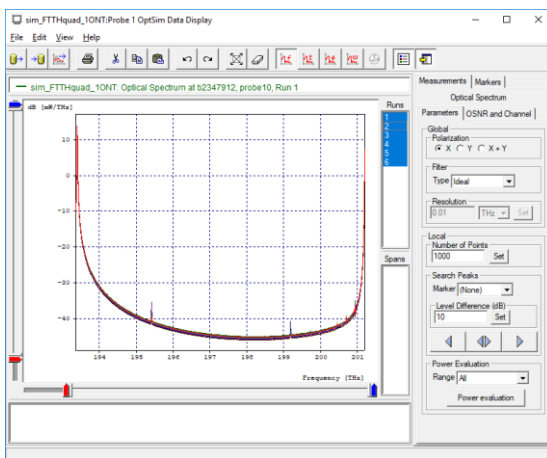 sim_FTTHquad_1ONT:Probe 1 OptSim Data Display
File Edit View Help
sim_FTTHquad_1ONT: Optical Spectrum at b2347912, probe10, Run 1
dB [mW/THz]
10
0
-10
-20
-30
-40
194 195 196 197 198 199 200 201
Frequency [THz]
Runs
1
2
3
4
5
6
Spans
Measurements Markers
Optical Spectrum
Parameters OSNR and Channel
Global
Polarization
X Y X + Y
Filter
Type Ideal
Resolution
0.01 THz Set
Local
Number of Points
1000 Set
Search Peaks
Marker (None)
Level Difference (dB)
10 Set
Power Evaluation
Range All
Power evaluation